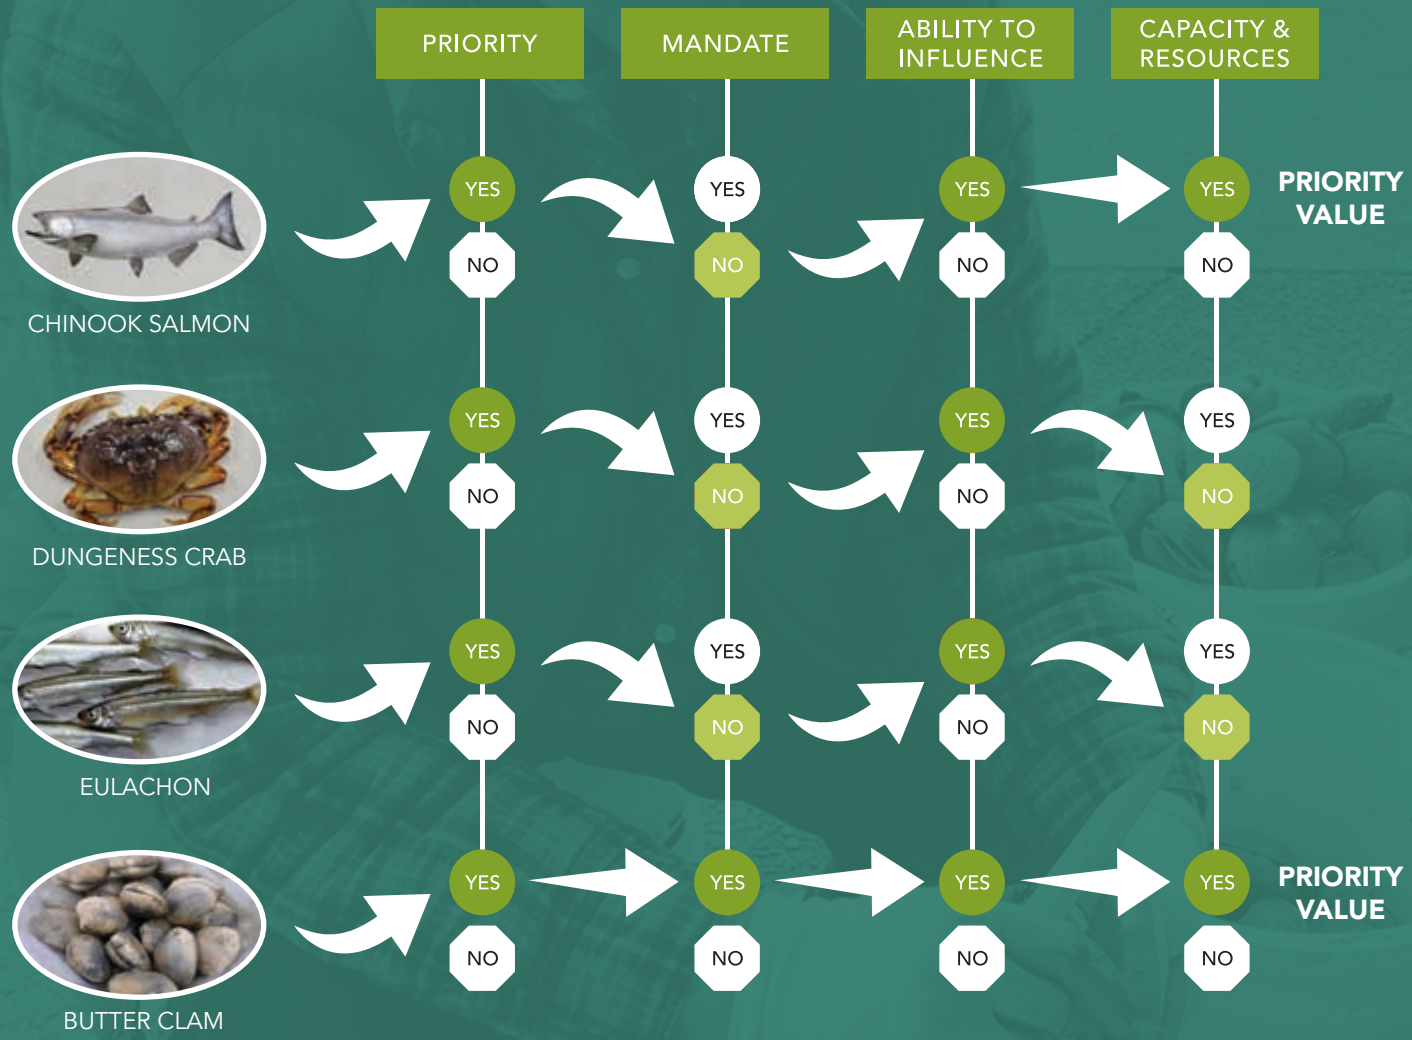 PRIORITY
MANDATE
ABILITY TO
INFLUENCE
CAPACITY &
RESOURCES
YES
YES
YES
YES
PRIORITY
VALUE
NO
NO
NO
NO
CHINOOK SALMON
YES
YES
YES
YES
NO
NO
NO
NO
DUNGENESS CRAB
YES
YES
YES
YES
NO
NO
NO
NO
EULACHON
YES
YES
YES
YES
PRIORITY
VALUE
NO
NO
NO
NO
BUTTER CLAM